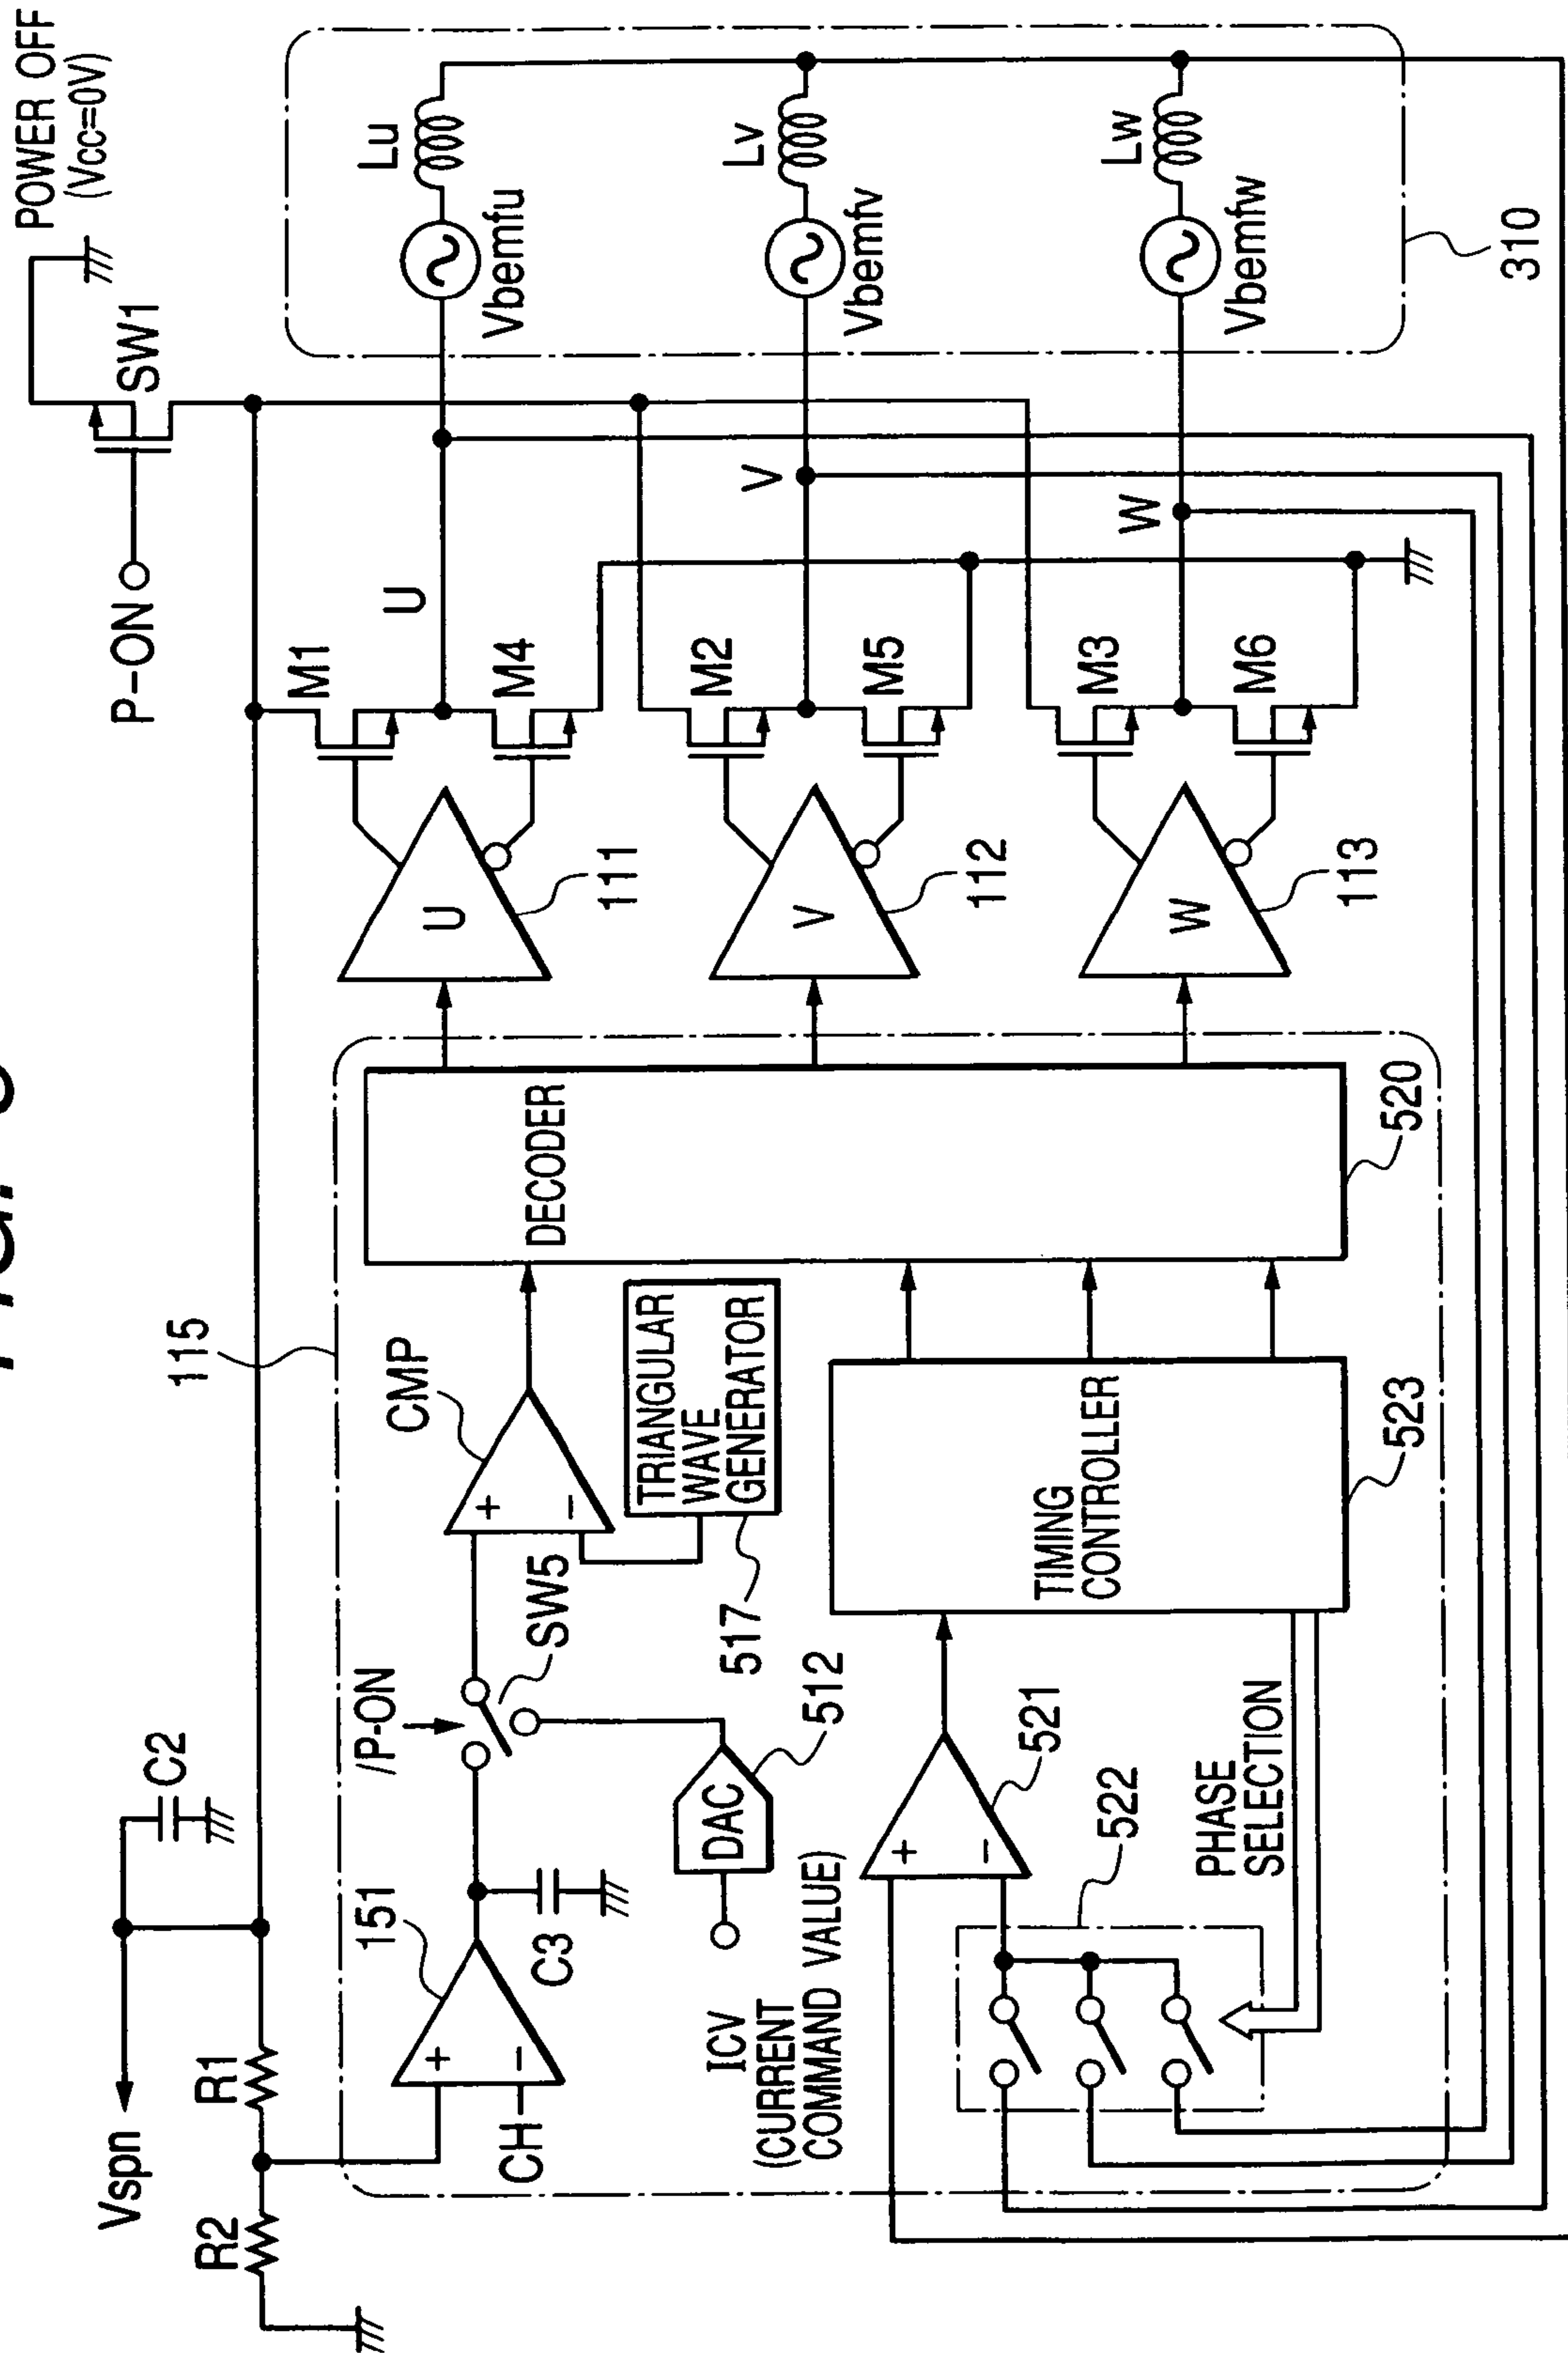 POWER OFF
(Vcc=0V)
SW1
P-ON
Vspn
C2
R2
R1
115
M1
U
Lu
Vbemfu
M4
U
111
V
Lv
Vbemfv
M2
M5
V
112
W
Lw
Vbemfw
M3
M6
W
113
310
151
+
−
CH
C3
/P-ON
SW5
CMP
+
−
TRIANGULAR
WAVE
GENERATOR
517
DECODER
520
DAC
512
ICV
(CURRENT
COMMAND VALUE)
+
−
521
522
PHASE
SELECTION
TIMING
CONTROLLER
523